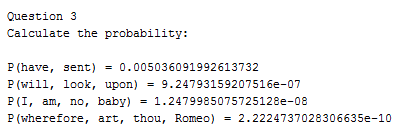 Question 3
Calculate the probability:
P(have, sent) = 0.005036091992613732
P(will, look, upon) = 9.24793159207516e-07
P(I, am, no, baby) = 1.2479985075725128e-08
P(wherefore, art, thou, Romeo) = 2.2224737028306635e-10